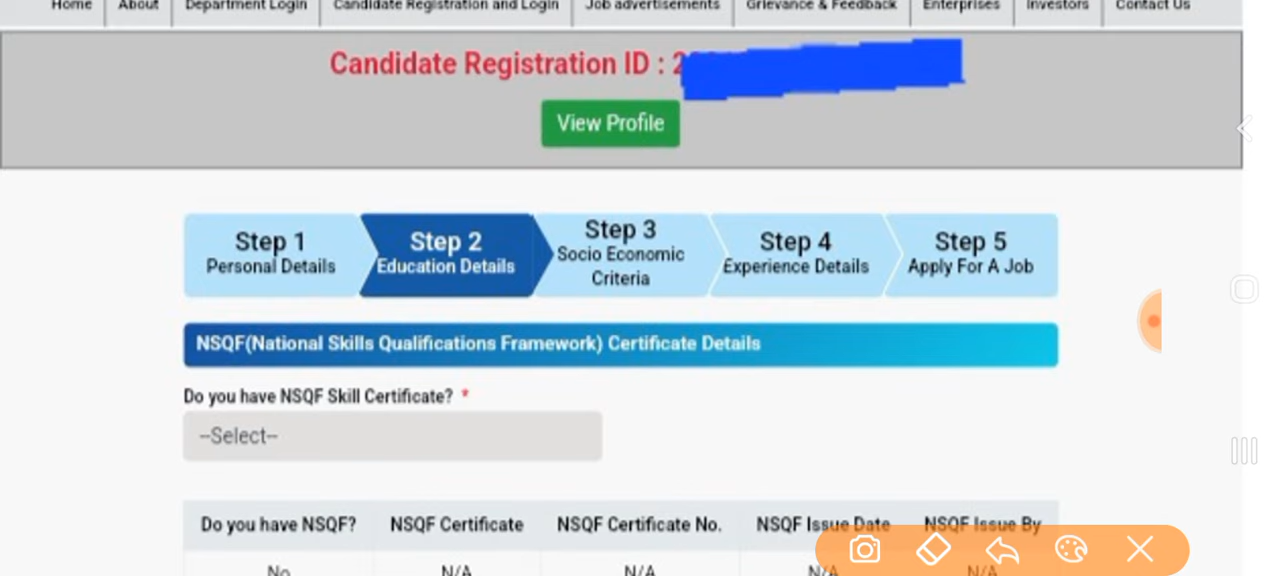 Home About Department Login Candidate Registration and Login Job advertisements Grievance & Feedback Enterprises Investors Contact Us
Candidate Registration ID : 2
View Profile
Step 1 Step 2 Step 3 Step 4 Step 5
Personal Details Education Details Socio Economic Criteria Experience Details Apply For A Job
NSQF(National Skills Qualifications Framework) Certificate Details
Do you have NSQF Skill Certificate? *
--Select--
Do you have NSQF? NSQF Certificate NSQF Certificate No. NSQF Issue Date NSQF Issue By
No N/A N/A N/A N/A